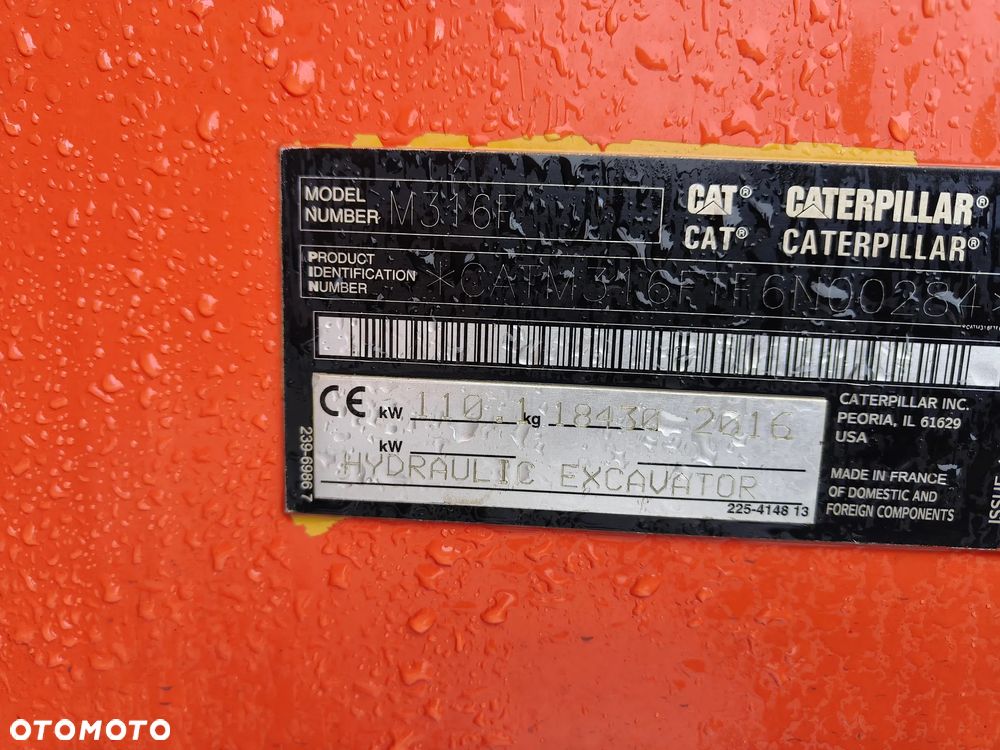 MODEL
NUMBER M316F
CAT® CATERPILLAR®
CAT® CATERPILLAR®
PRODUCT
IDENTIFICATION
NUMBER *CATM316FTF6N00284
CE kW 110.1 kg 18430 2016
kW
HYDRAULIC EXCAVATOR
225-4148 13
239-6986 7
CATERPILLAR INC.
PEORIA, IL 61629
USA
MADE IN FRANCE
OF DOMESTIC AND
FOREIGN COMPONENTS
OTOMOTO